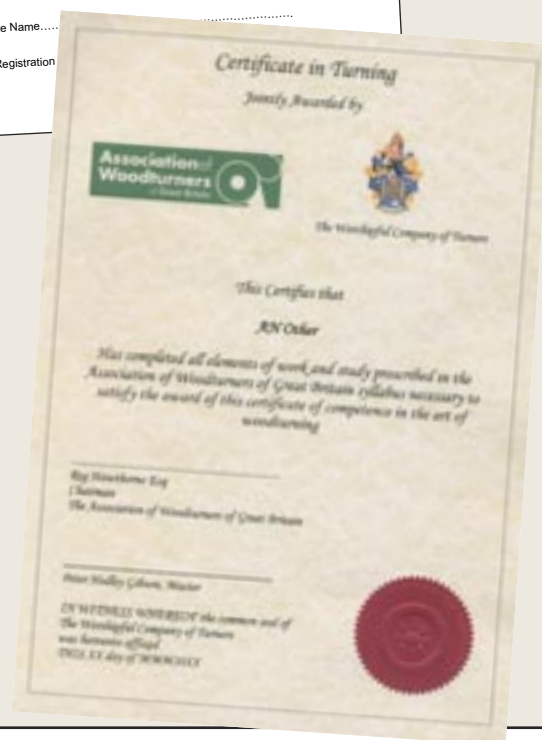 e Name.....
Registration
Certificate in Turning
Jointly Awarded by
Association of
Woodturners
of Great Britain
The Worshipful Company of Turners
This Certifies that
AN Other
Has completed all elements of work and study prescribed in the
Association of Woodturners of Great Britain syllabus necessary to
satisfy the award of this certificate of competence in the art of
woodturning
Reg Hawthorne Esq
Chairman
The Association of Woodturners of Great Britain
Peter Gibson, Master
IN WITNESS WHEREOF the common seal of
The Worshipful Company of Turners
was hereunto affixed
THIS XX day of